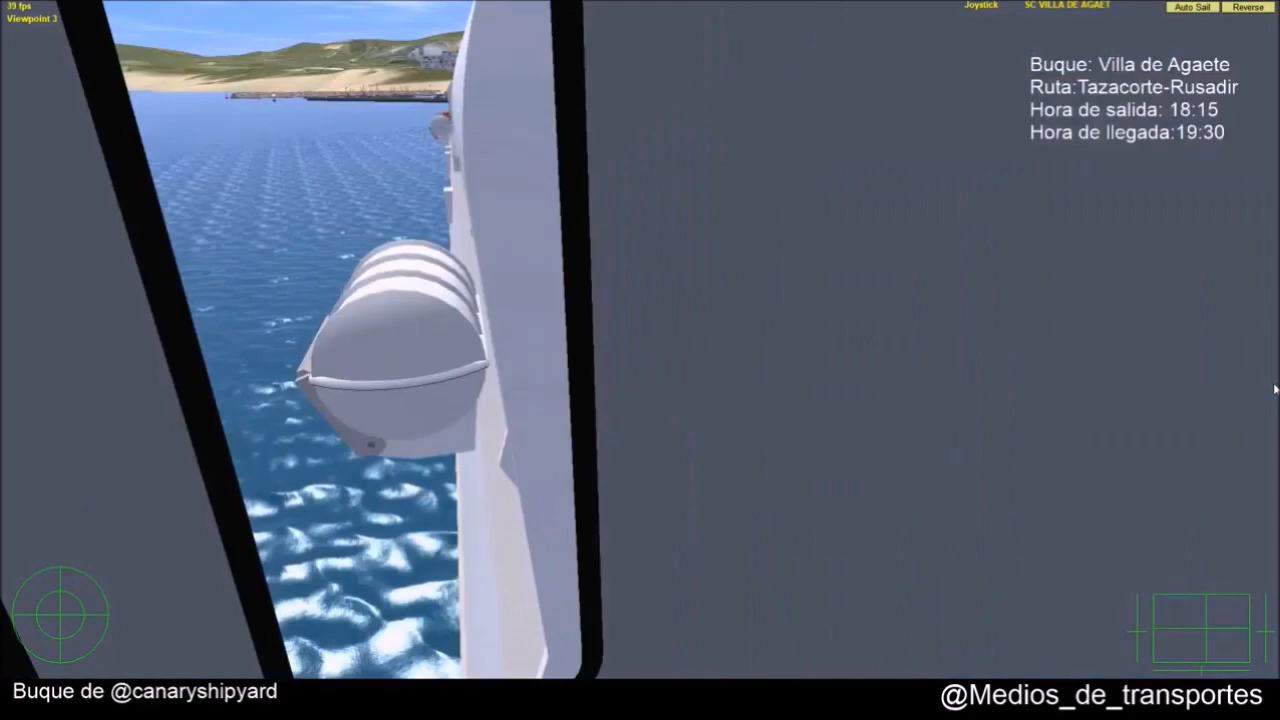 39 fps
Viewpoint 3
Joystick
SC VILLA DE AGAET
Auto Sail
Reverse
Buque: Villa de Agaete
Ruta:Tazacorte-Rusadir
Hora de salida: 18:15
Hora de llegada:19:30
Buque de @canaryshipyard
@Medios_de_transportes